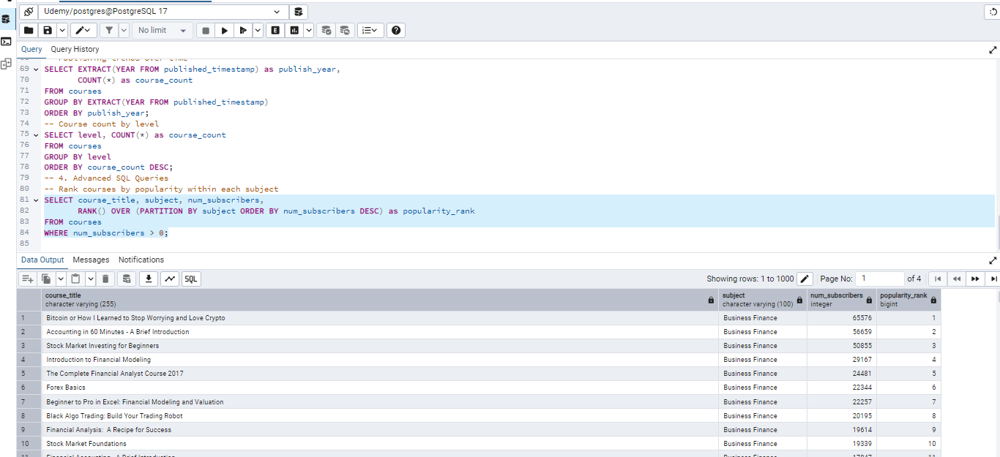 Udemy/postgres@PostgreSQL 17
No limit
E
SQL
Query Query History
69 SELECT EXTRACT(YEAR FROM published_timestamp) as publish_year,
70 COUNT(*) as course_count
71 FROM courses
72 GROUP BY EXTRACT(YEAR FROM published_timestamp)
73 ORDER BY publish_year;
74 -- Course count by level
75 SELECT level, COUNT(*) as course_count
76 FROM courses
77 GROUP BY level
78 ORDER BY course_count DESC;
79 -- 4. Advanced SQL Queries
80 -- Rank courses by popularity within each subject
81 SELECT course_title, subject, num_subscribers,
82 RANK() OVER (PARTITION BY subject ORDER BY num_subscribers DESC) as popularity_rank
83 FROM courses
84 WHERE num_subscribers > 0;
85
Data Output Messages Notifications
Showing rows: 1 to 1000 Page No: 1 of 4
course_title subject num_subscribers popularity_rank
character varying (255) character varying (100) integer bigint
1 Bitcoin or How I Learned to Stop Worrying and Love Crypto Business Finance 65576 1
2 Accounting in 60 Minutes - A Brief Introduction Business Finance 56659 2
3 Stock Market Investing for Beginners Business Finance 50855 3
4 Introduction to Financial Modeling Business Finance 29167 4
5 The Complete Financial Analyst Course 2017 Business Finance 24481 5
6 Forex Basics Business Finance 22344 6
7 Beginner to Pro in Excel: Financial Modeling and Valuation Business Finance 22257 7
8 Black Algo Trading: Build Your Trading Robot Business Finance 20195 8
9 Financial Analysis: A Recipe for Success Business Finance 19614 9
10 Stock Market Foundations Business Finance 19339 10